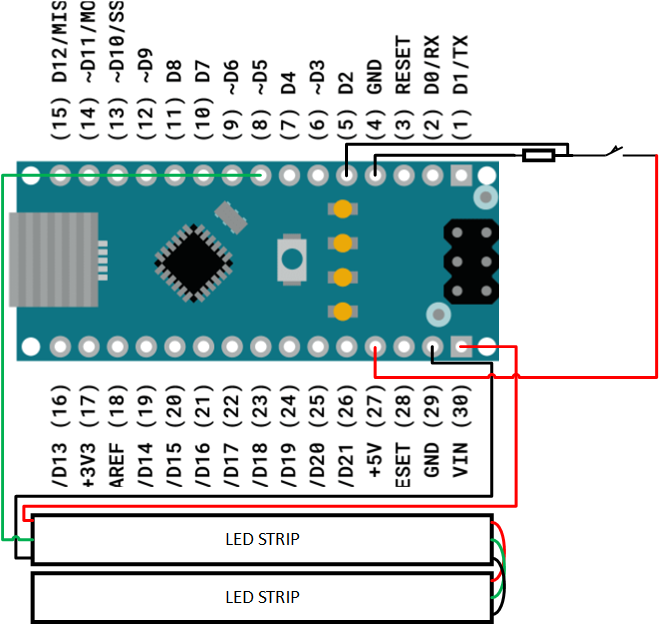 (15) D12/MIS
(14) ~D11/MO
(13) ~D10/SS
(12) ~D9
(11) D8
(10) D7
(9) ~D6
(8) ~D5
(7) D4
(6) ~D3
(5) D2
(4) GND
(3) RESET
(2) D0/RX
(1) D1/TX
/D13 (16)
+3V3 (17)
AREF (18)
/D14 (19)
/D15 (20)
/D16 (21)
/D17 (22)
/D18 (23)
/D19 (24)
/D20 (25)
/D21 (26)
+5V (27)
ESET (28)
GND (29)
VIN (30)
LED STRIP
LED STRIP